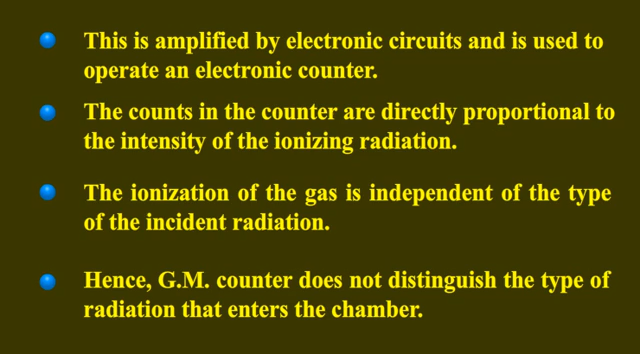 This is amplified by electronic circuits and is used to
operate an electronic counter.
The counts in the counter are directly proportional to
the intensity of the ionizing radiation.
The ionization of the gas is independent of the type
of the incident radiation.
Hence, G.M. counter does not distinguish the type of
radiation that enters the chamber.